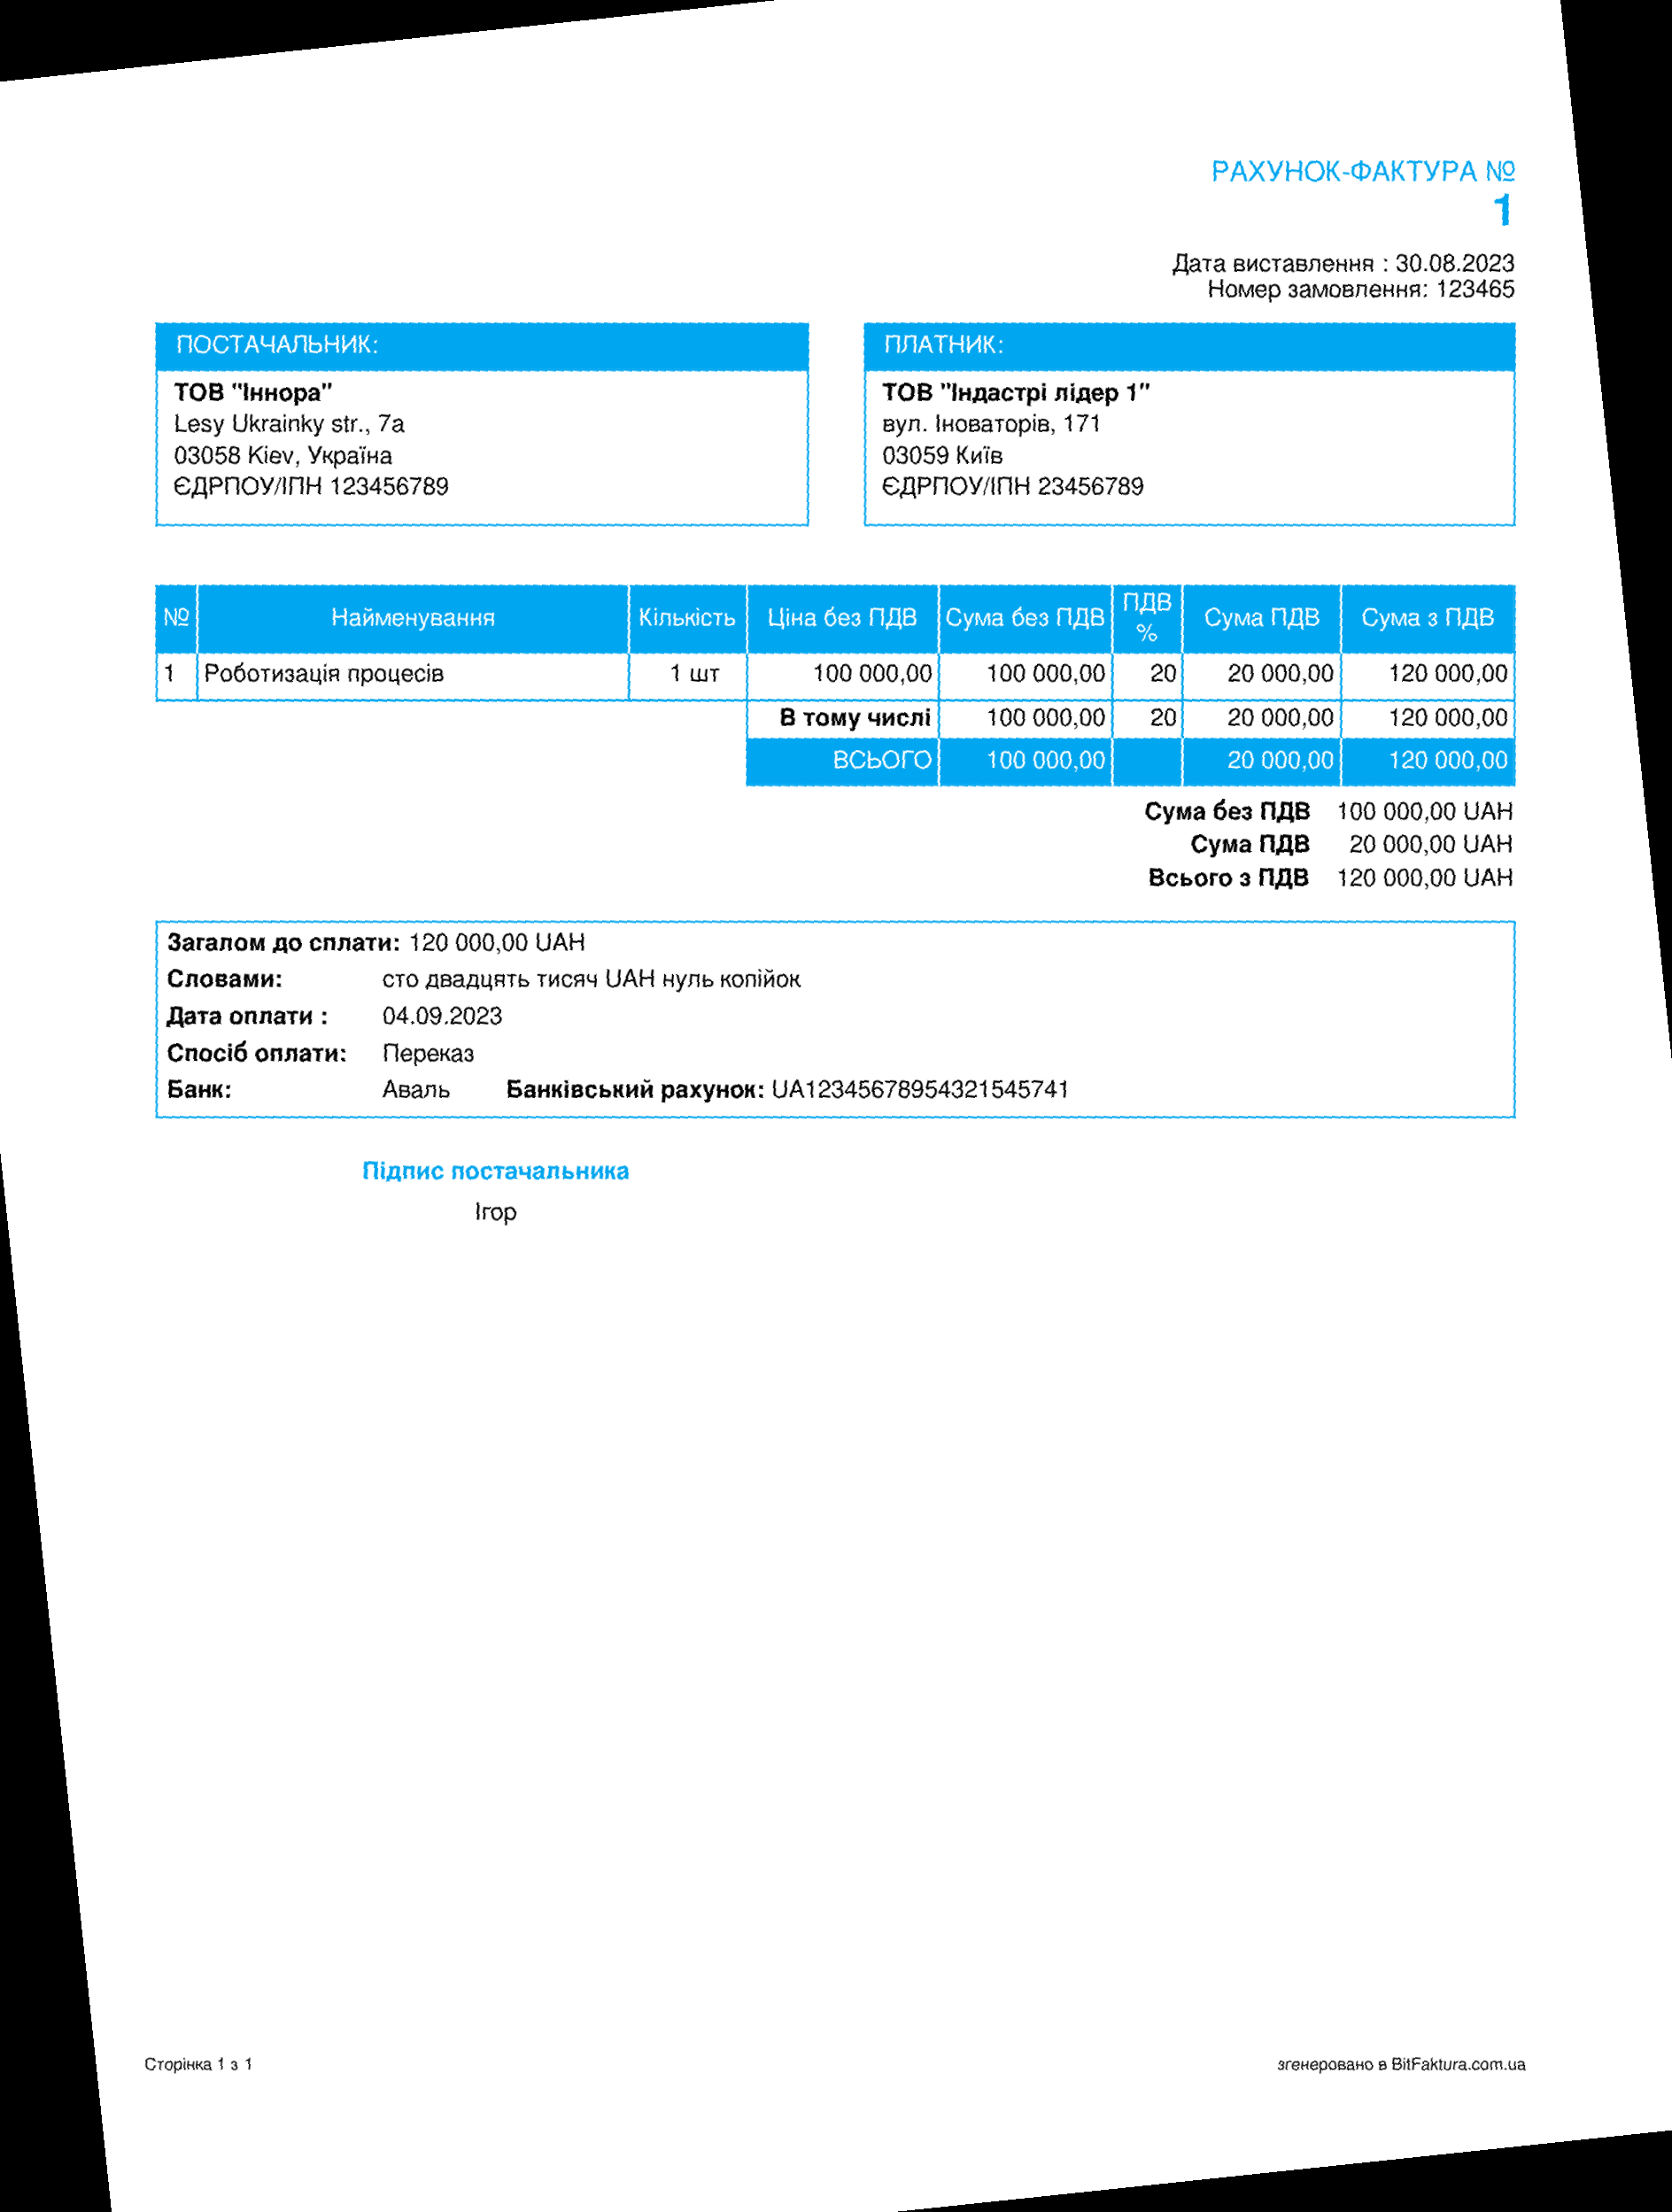 РАХУНОК-ФАКТУРА №
1
Дата виставлення : 30.08.2023
Номер замовлення: 123465
ПОСТАЧАЛЬНИК:
ТОВ "Іннора"
Lesy Ukrainky str., 7a
03058 Kiev, Україна
ЄДРПОУ/ІПН 123456789
ПЛАТНИК:
ТОВ "Індастрі лідер 1"
вул. Іноваторів, 171
03059 Київ
ЄДРПОУ/ІПН 23456789
№ Найменування Кількість Ціна без ПДВ Сума без ПДВ ПДВ % Сума ПДВ Сума з ПДВ
1 Роботизація процесів 1 шт 100 000,00 100 000,00 20 20 000,00 120 000,00
В тому числі 100 000,00 20 20 000,00 120 000,00
ВСЬОГО 100 000,00 20 000,00 120 000,00
Сума без ПДВ 100 000,00 UAH
Сума ПДВ 20 000,00 UAH
Всього з ПДВ 120 000,00 UAH
Загалом до сплати: 120 000,00 UAH
Словами: сто двадцять тисяч UAH нуль копійок
Дата оплати : 04.09.2023
Спосіб оплати: Переказ
Банк: Аваль Банківський рахунок: UA12345678954321545741
Підпис постачальника
Ігор
Сторінка 1 з 1
згенеровано в BitFaktura.com.ua